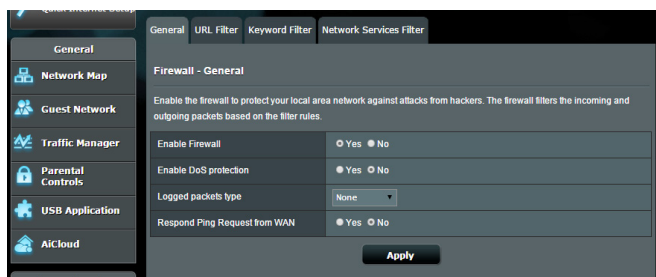 Quick Internet Setup
General
Network Map
Guest Network
Traffic Manager
Parental
Controls
USB Application
AiCloud
General URL Filter Keyword Filter Network Services Filter
Firewall - General
Enable the firewall to protect your local area network against attacks from hackers. The firewall filters the incoming and
outgoing packets based on the filter rules.
Enable Firewall Yes No
Enable DoS protection Yes No
Logged packets type None
Respond Ping Request from WAN Yes No
Apply